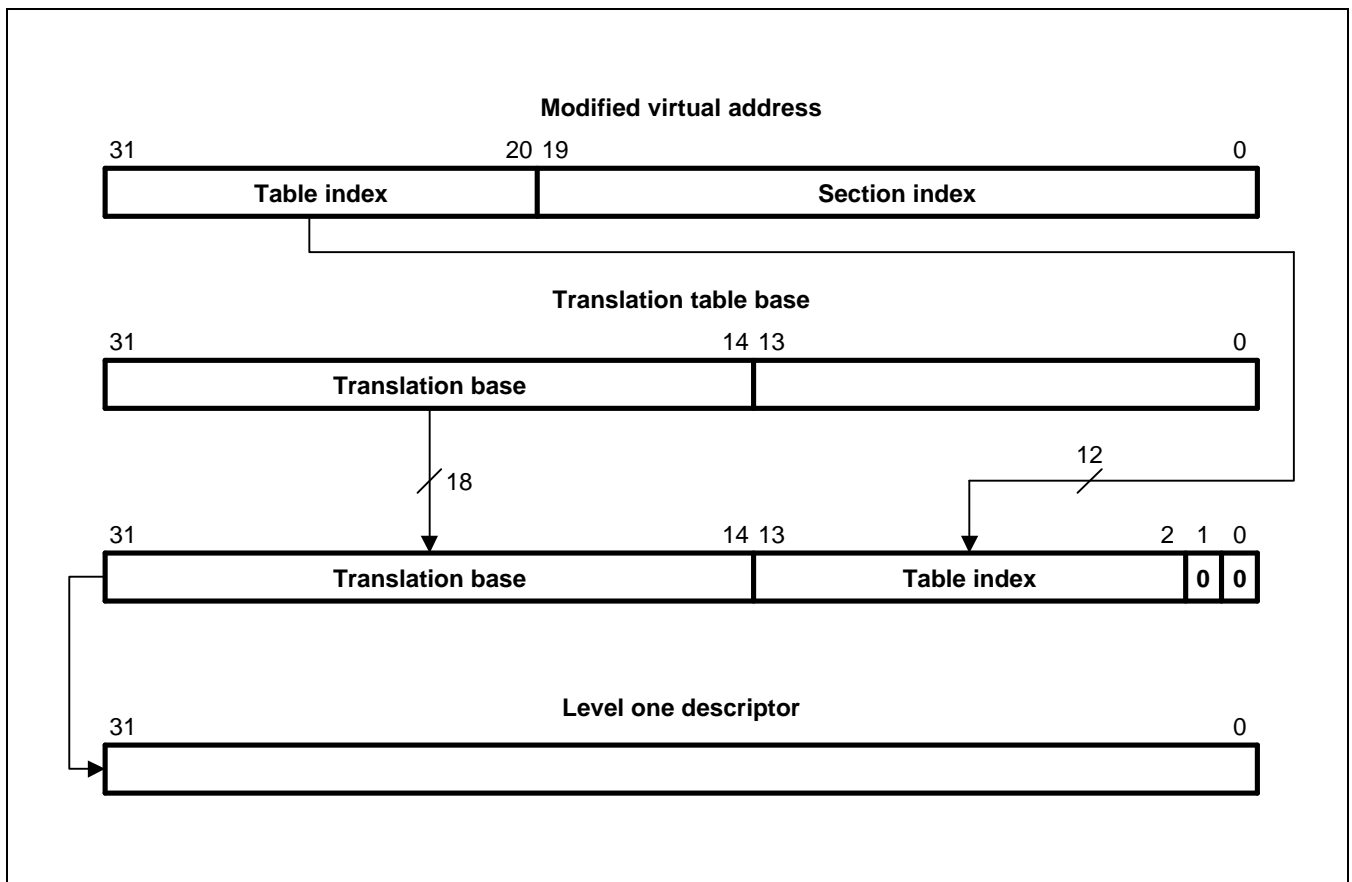 Modified virtual address
31 20 19 0
Table index Section index
Translation table base
31 14 13 0
Translation base
18 12
31 14 13 2 1 0
Translation base Table index 0 0
Level one descriptor
31 0